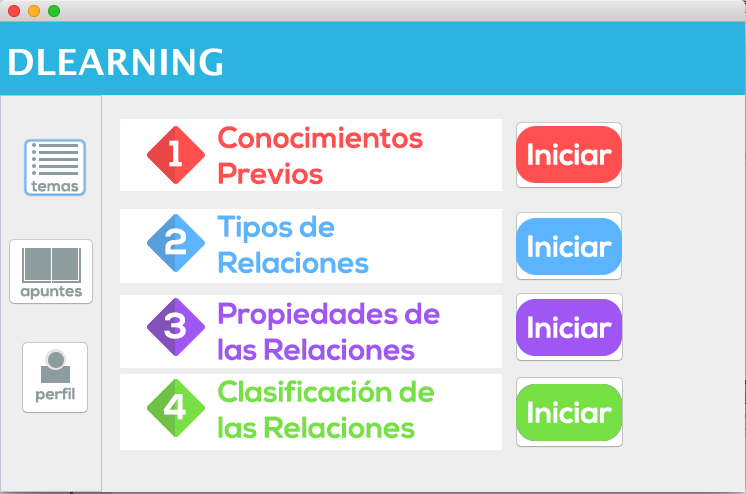 DLEARNING
temas
apuntes
perfil
1
Conocimientos
Previos
Iniciar
2
Tipos de
Relaciones
Iniciar
3
Propiedades de
las Relaciones
Iniciar
4
Clasificación de
las Relaciones
Iniciar